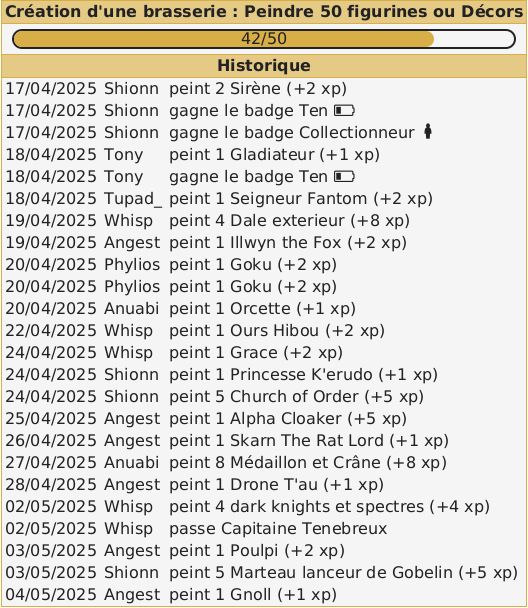 Création d'une brasserie : Peindre 50 figurines ou Décors
42/50
Historique
17/04/2025 Shionn peint 2 Sirène (+2 xp)
17/04/2025 Shionn gagne le badge Ten
17/04/2025 Shionn gagne le badge Collectionneur
18/04/2025 Tony peint 1 Gladiateur (+1 xp)
18/04/2025 Tony gagne le badge Ten
18/04/2025 Tupad_ peint 1 Seigneur Fantom (+2 xp)
19/04/2025 Whisp peint 4 Dale exterieur (+8 xp)
19/04/2025 Angest peint 1 Illwyn the Fox (+2 xp)
20/04/2025 Phylios peint 1 Goku (+2 xp)
20/04/2025 Phylios peint 1 Goku (+2 xp)
20/04/2025 Anuabi peint 1 Orcette (+1 xp)
22/04/2025 Whisp peint 1 Ours Hibou (+2 xp)
24/04/2025 Whisp peint 1 Grace (+2 xp)
24/04/2025 Shionn peint 1 Princesse K'erudo (+1 xp)
24/04/2025 Shionn peint 5 Church of Order (+5 xp)
25/04/2025 Angest peint 1 Alpha Cloaker (+5 xp)
26/04/2025 Angest peint 1 Skarn The Rat Lord (+1 xp)
27/04/2025 Anuabi peint 8 Médaillon et Crâne (+8 xp)
28/04/2025 Angest peint 1 Drone T'au (+1 xp)
02/05/2025 Whisp peint 4 dark knights et spectres (+4 xp)
02/05/2025 Whisp passe Capitaine Tenebreux
03/05/2025 Angest peint 1 Poulpi (+2 xp)
03/05/2025 Shionn peint 5 Marteau lanceur de Gobelin (+5 xp)
04/05/2025 Angest peint 1 Gnoll (+1 xp)